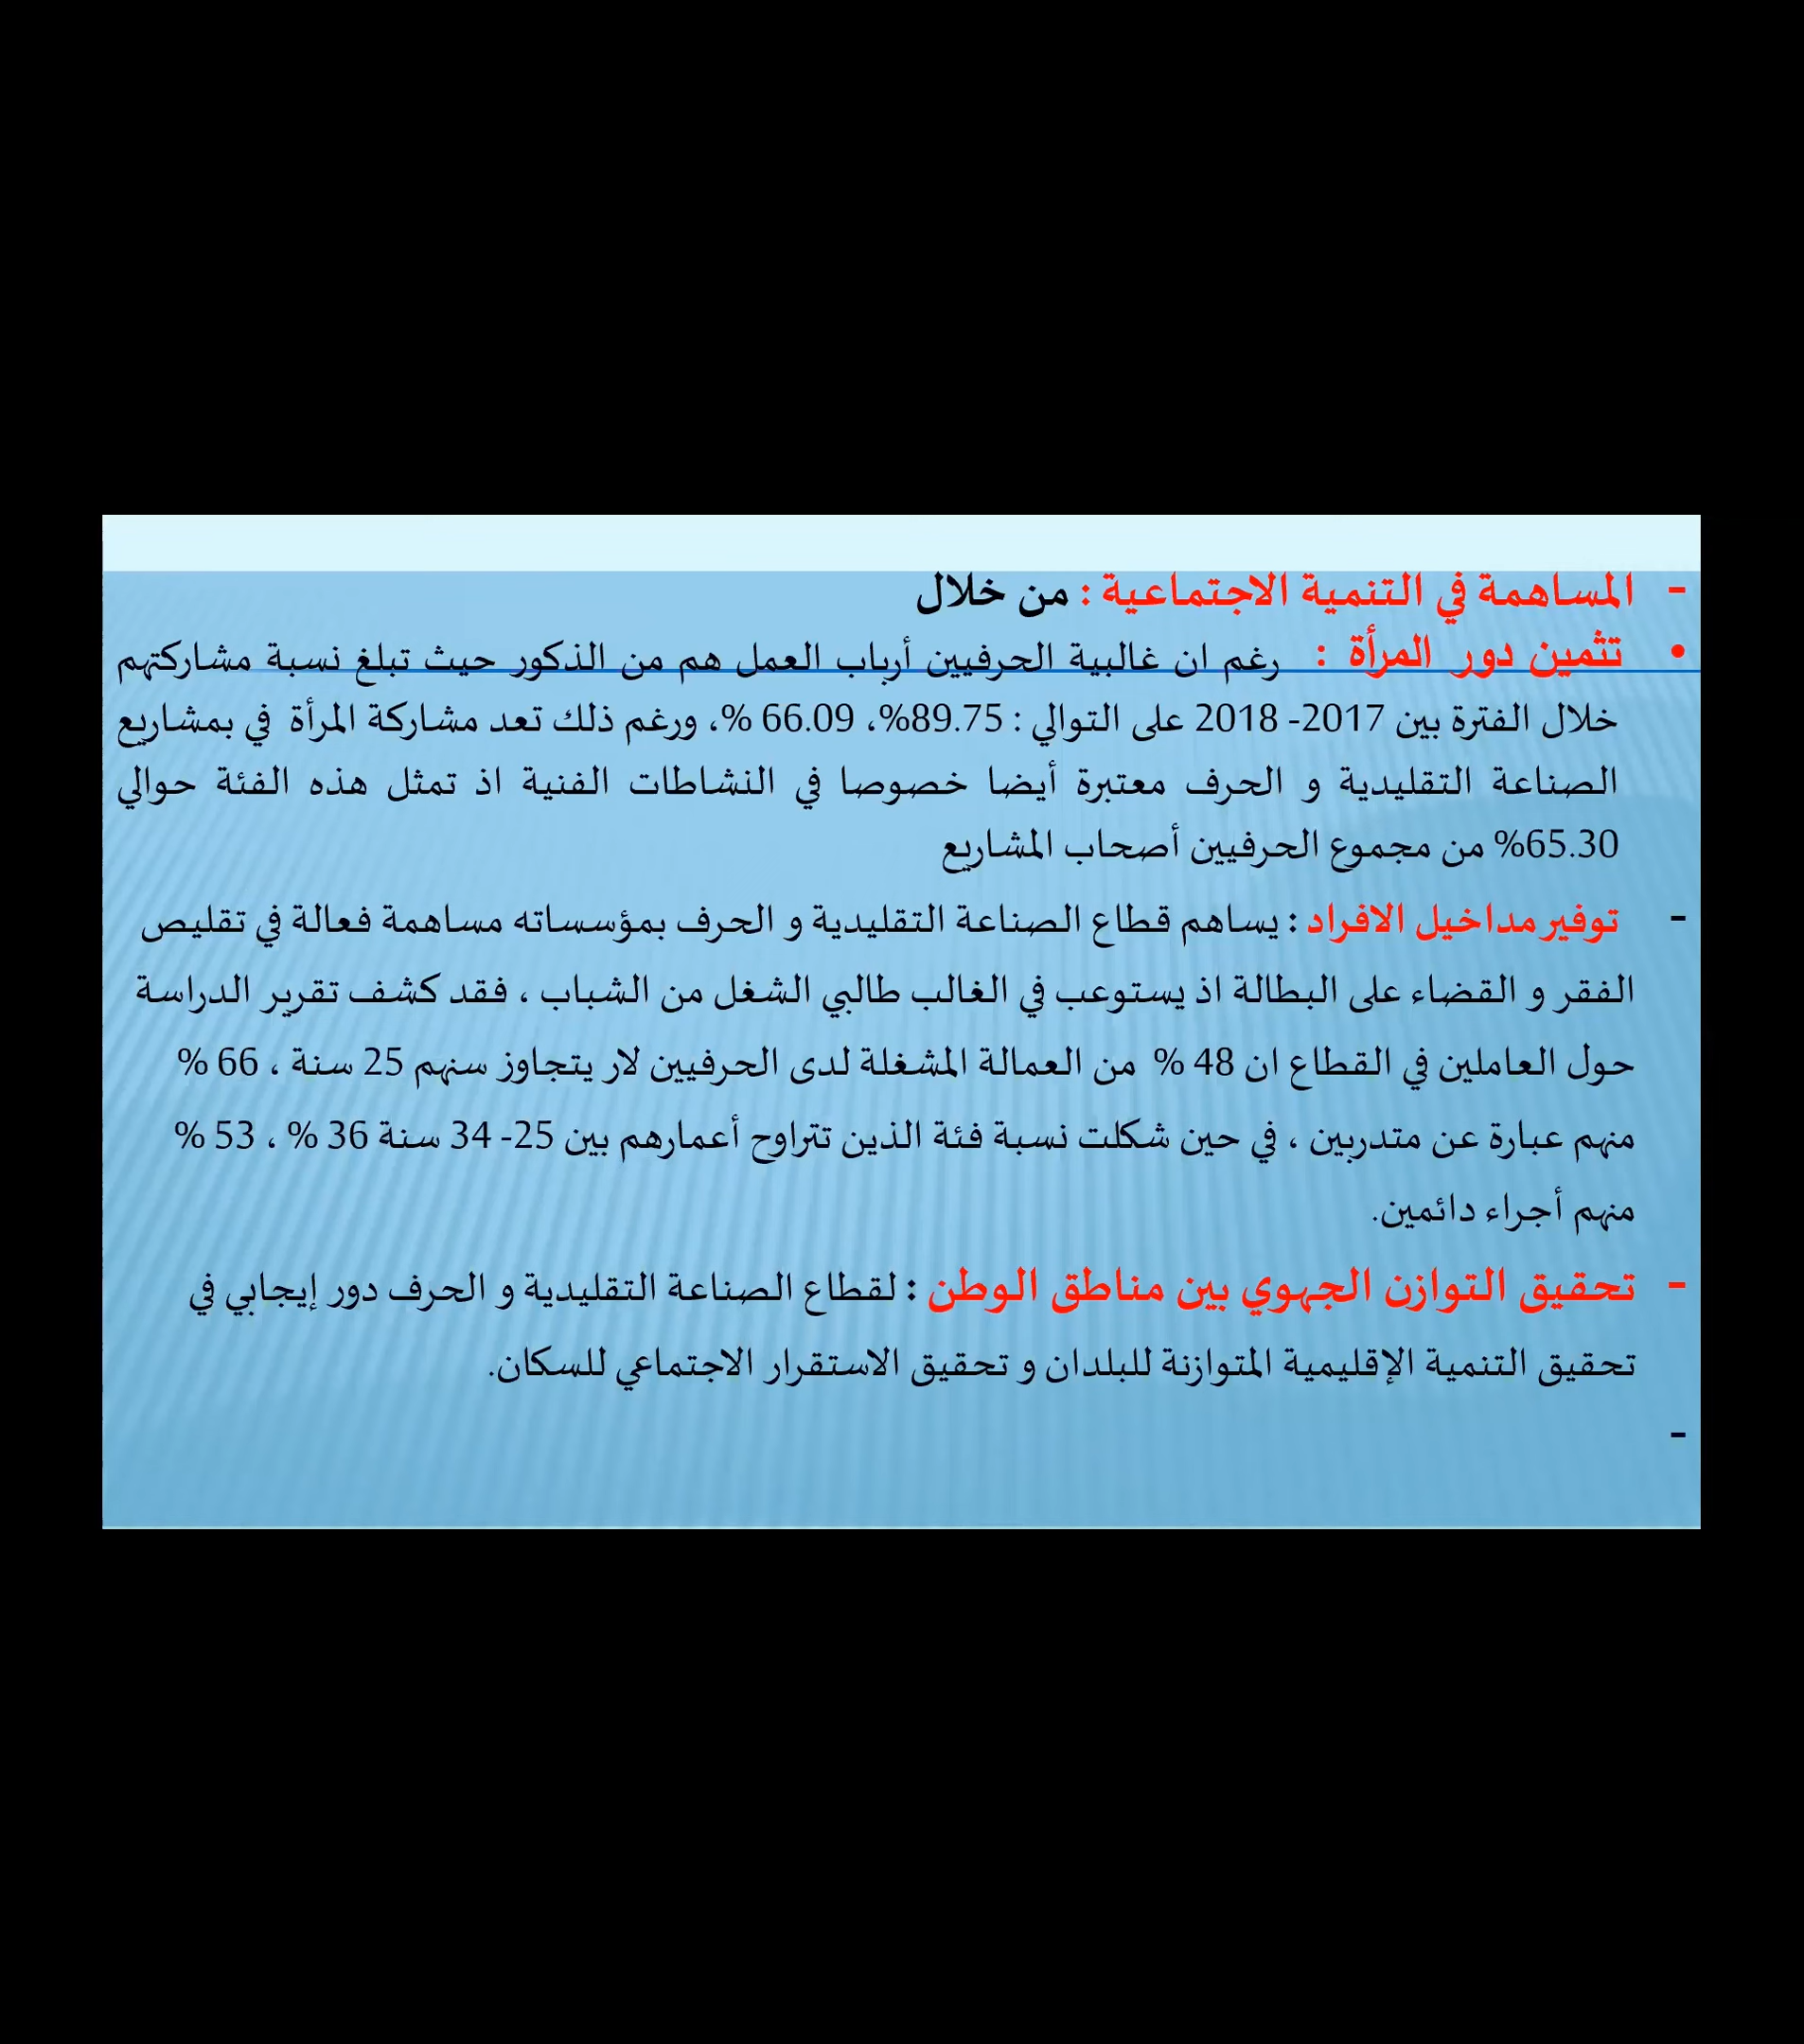 - المساهمة في التنمية الاجتماعية : من خلال
• تثمين دور المرأة : رغم ان غالبية الحرفيين أرباب العمل هم من الذكور حيث تبلغ نسبة مشاركتهم
خلال الفترة بين 2017- 2018 على التوالي : 89.75%، 66.09 %، ورغم ذلك تعد مشاركة المرأة في بمشاريع
الصناعة التقليدية و الحرف معتبرة أيضا خصوصا في النشاطات الفنية اذ تمثل هذه الفئة حوالي
65.30% من مجموع الحرفيين أصحاب المشاريع
- توفير مداخيل الافراد : يساهم قطاع الصناعة التقليدية و الحرف بمؤسساته مساهمة فعالة في تقليص
الفقر و القضاء على البطالة اذ يستوعب في الغالب طالبي الشغل من الشباب ، فقد كشف تقرير الدراسة
حول العاملين في القطاع ان 48 % من العمالة المشغلة لدى الحرفيين لار يتجاوز سنهم 25 سنة ، 66 %
منهم عبارة عن متدربين ، في حين شكلت نسبة فئة الذين تتراوح أعمارهم بين 25- 34 سنة 36 % ، 53 %
منهم أجراء دائمين.
- تحقيق التوازن الجهوي بين مناطق الوطن : لقطاع الصناعة التقليدية و الحرف دور إيجابي في
تحقيق التنمية الإقليمية المتوازنة للبلدان و تحقيق الاستقرار الاجتماعي للسكان.
-